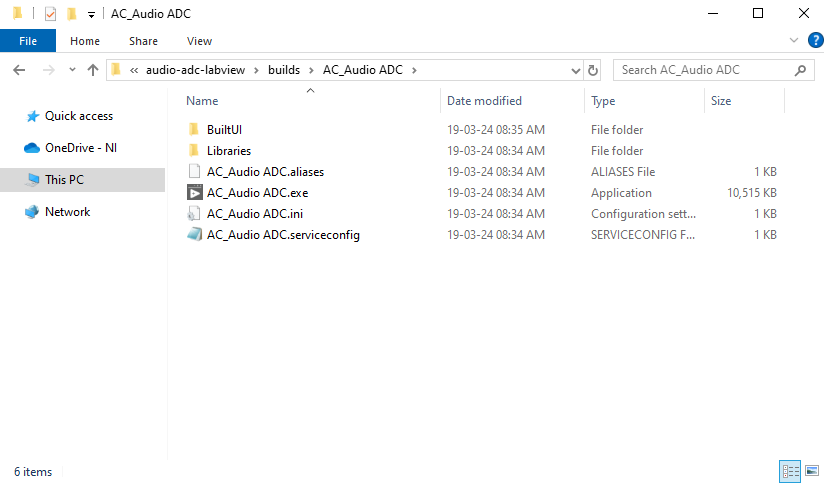 AC_Audio ADC
File Home Share View
« audio-adc-labview > builds > AC_Audio ADC > Search AC_Audio ADC
Quick access
OneDrive - NI
This PC
Network
Name Date modified Type Size
BuiltUI 19-03-24 08:35 AM File folder
Libraries 19-03-24 08:34 AM File folder
AC_Audio ADC.aliases 19-03-24 08:34 AM ALIASES File 1 KB
AC_Audio ADC.exe 19-03-24 08:34 AM Application 10,515 KB
AC_Audio ADC.ini 19-03-24 08:34 AM Configuration sett... 1 KB
AC_Audio ADC.serviceconfig 19-03-24 08:34 AM SERVICECONFIG F... 1 KB
6 items